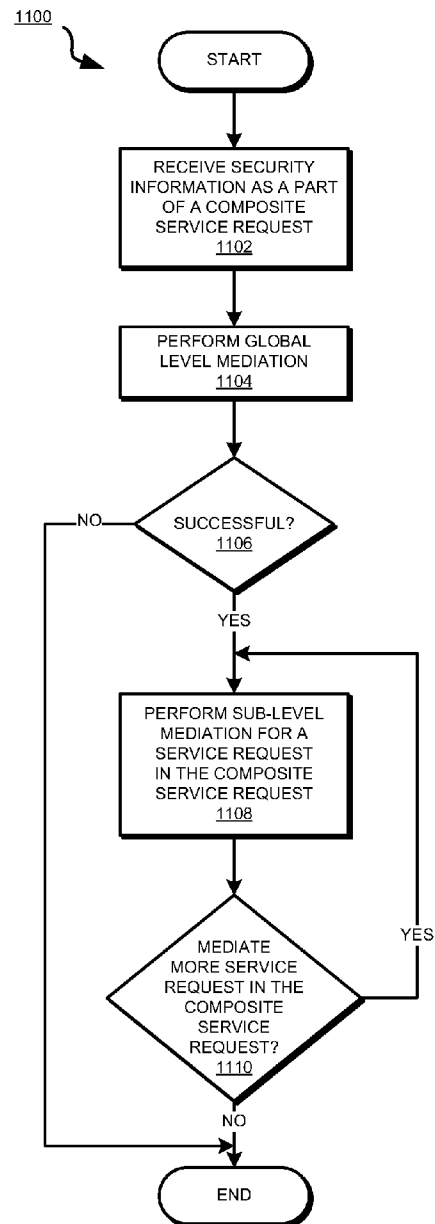 1100
START
RECEIVE SECURITY
INFORMATION AS A PART
OF A COMPOSITE
SERVICE REQUEST
1102
PERFORM GLOBAL
LEVEL MEDIATION
1104
SUCCESSFUL?
1106
NO
YES
PERFORM SUB-LEVEL
MEDIATION FOR A
SERVICE REQUEST
IN THE COMPOSITE
SERVICE REQUEST
1108
MEDIATE
MORE SERVICE
REQUEST IN THE
COMPOSITE
SERVICE
REQUEST?
1110
YES
NO
END